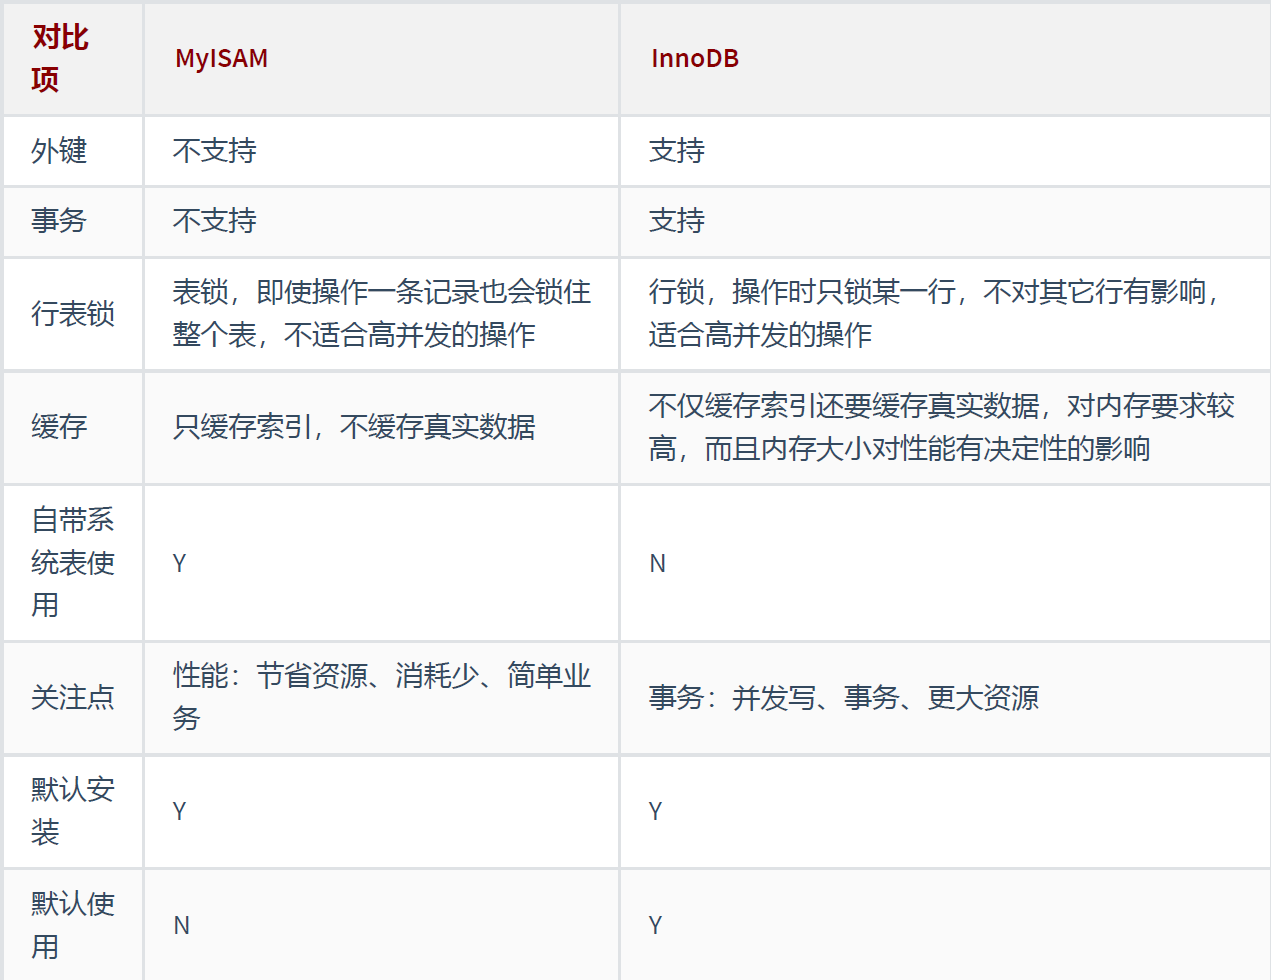 对比
项
MyISAM
InnoDB
外键
不支持
支持
事务
不支持
支持
行表锁
表锁，即使操作一条记录也会锁住
整个表，不适合高并发的操作
行锁，操作时只锁某一行，不对其它行有影响，
适合高并发的操作
缓存
只缓存索引，不缓存真实数据
不仅缓存索引还要缓存真实数据，对内存要求较
高，而且内存大小对性能有决定性的影响
自带系
统表使
用
Y
N
关注点
性能：节省资源、消耗少、简单业
务
事务：并发写、事务、更大资源
默认安
装
Y
Y
默认使
用
N
Y